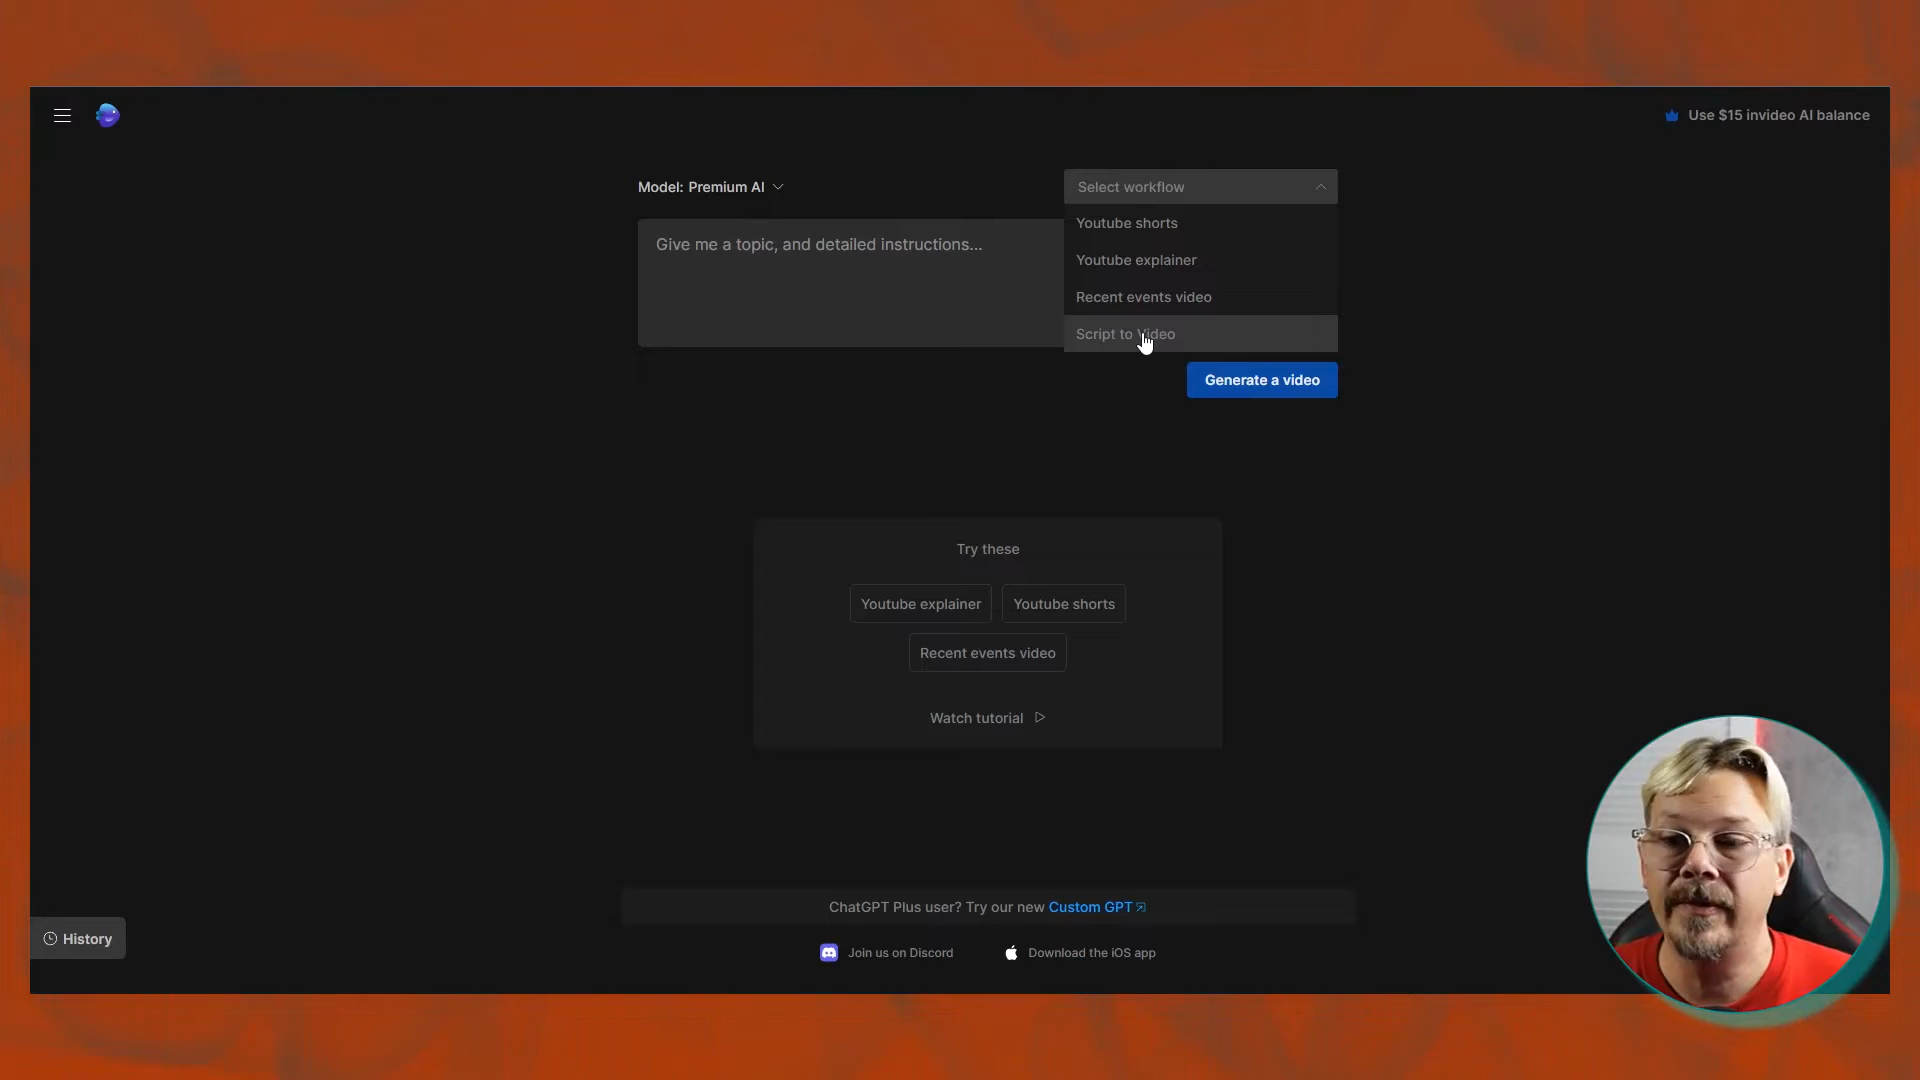 Use $15 invideo AI balance
Model: Premium AI
Select workflow
Give me a topic, and detailed instructions...
Youtube shorts
Youtube explainer
Recent events video
Script to Video
Generate a video
Try these
Youtube explainer
Youtube shorts
Recent events video
Watch tutorial
ChatGPT Plus user? Try our new Custom GPT
History
Join us on Discord
Download the iOS app